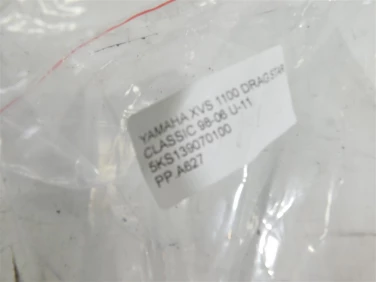 YAMAHA XVS 1100 DRAGSTAR
CLASSIC 98-06 U-11
5KS139070100
PP A627